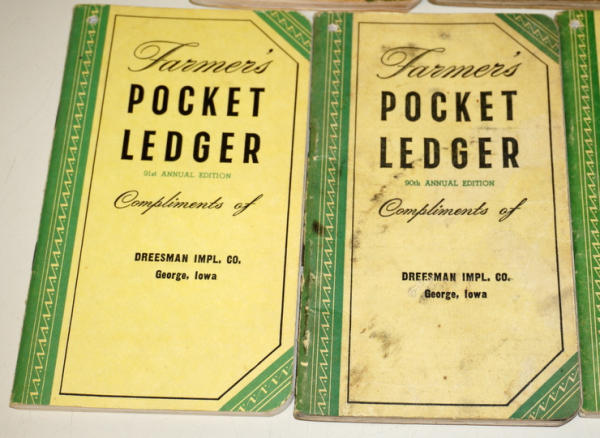 Farmer's
POCKET
LEDGER
91st ANNUAL EDITION
Compliments of
DREESMAN IMPL. CO.
George, Iowa
Farmer's
POCKET
LEDGER
90th ANNUAL EDITION
Compliments of
DREESMAN IMPL. CO.
George, Iowa